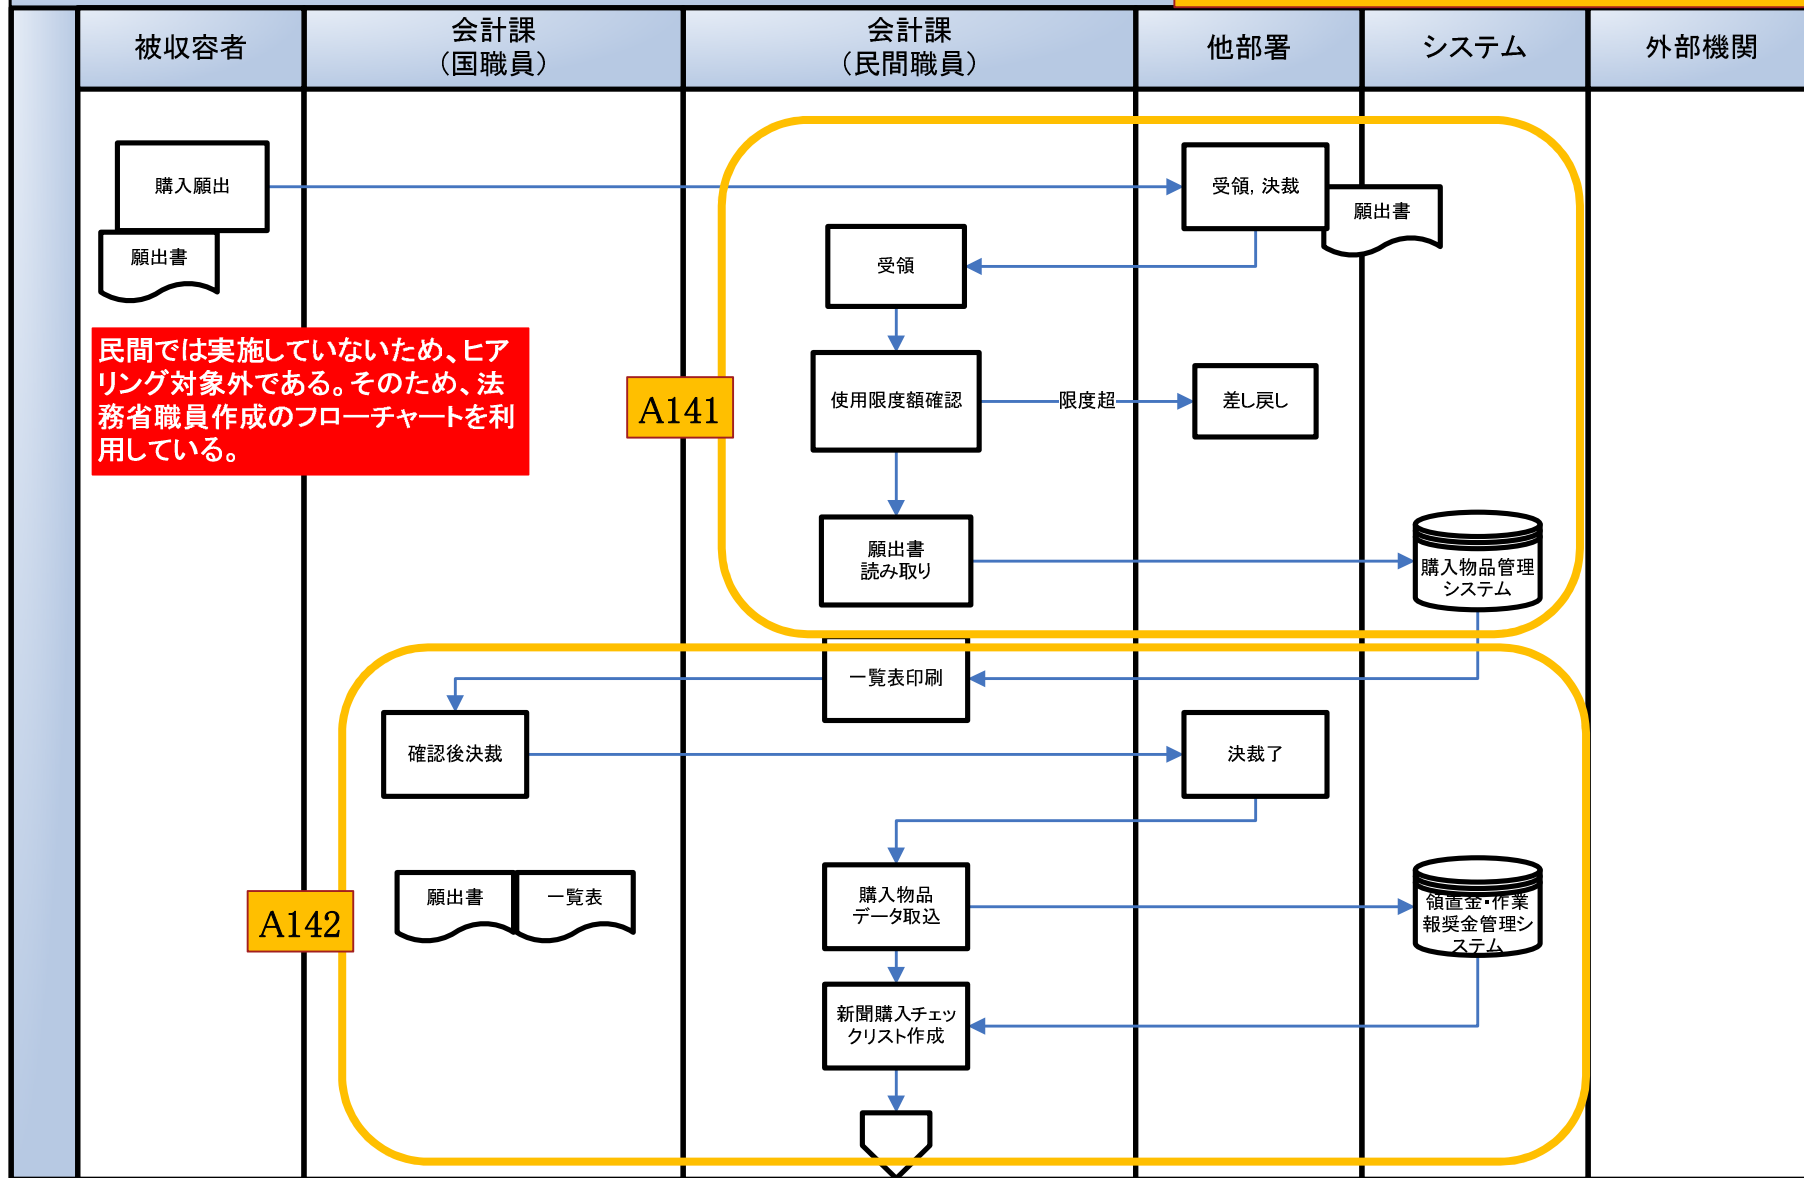 被収容者
会計課
（国職員）
会計課
（民間職員）
他部署
システム
外部機関
購入願出
願出書
受領，決裁
願出書
受領
民間では実施していないため、ヒア
リング対象外である。そのため、法
務省職員作成のフローチャートを利
用している。
A141
使用限度額確認
限度超
差し戻し
願出書
読み取り
購入物品管理
システム
一覧表印刷
確認後決裁
決裁了
A142
願出書
一覧表
購入物品
データ取込
領置金・作業
報奨金管理シ
ステム
新聞購入チェッ
クリスト作成